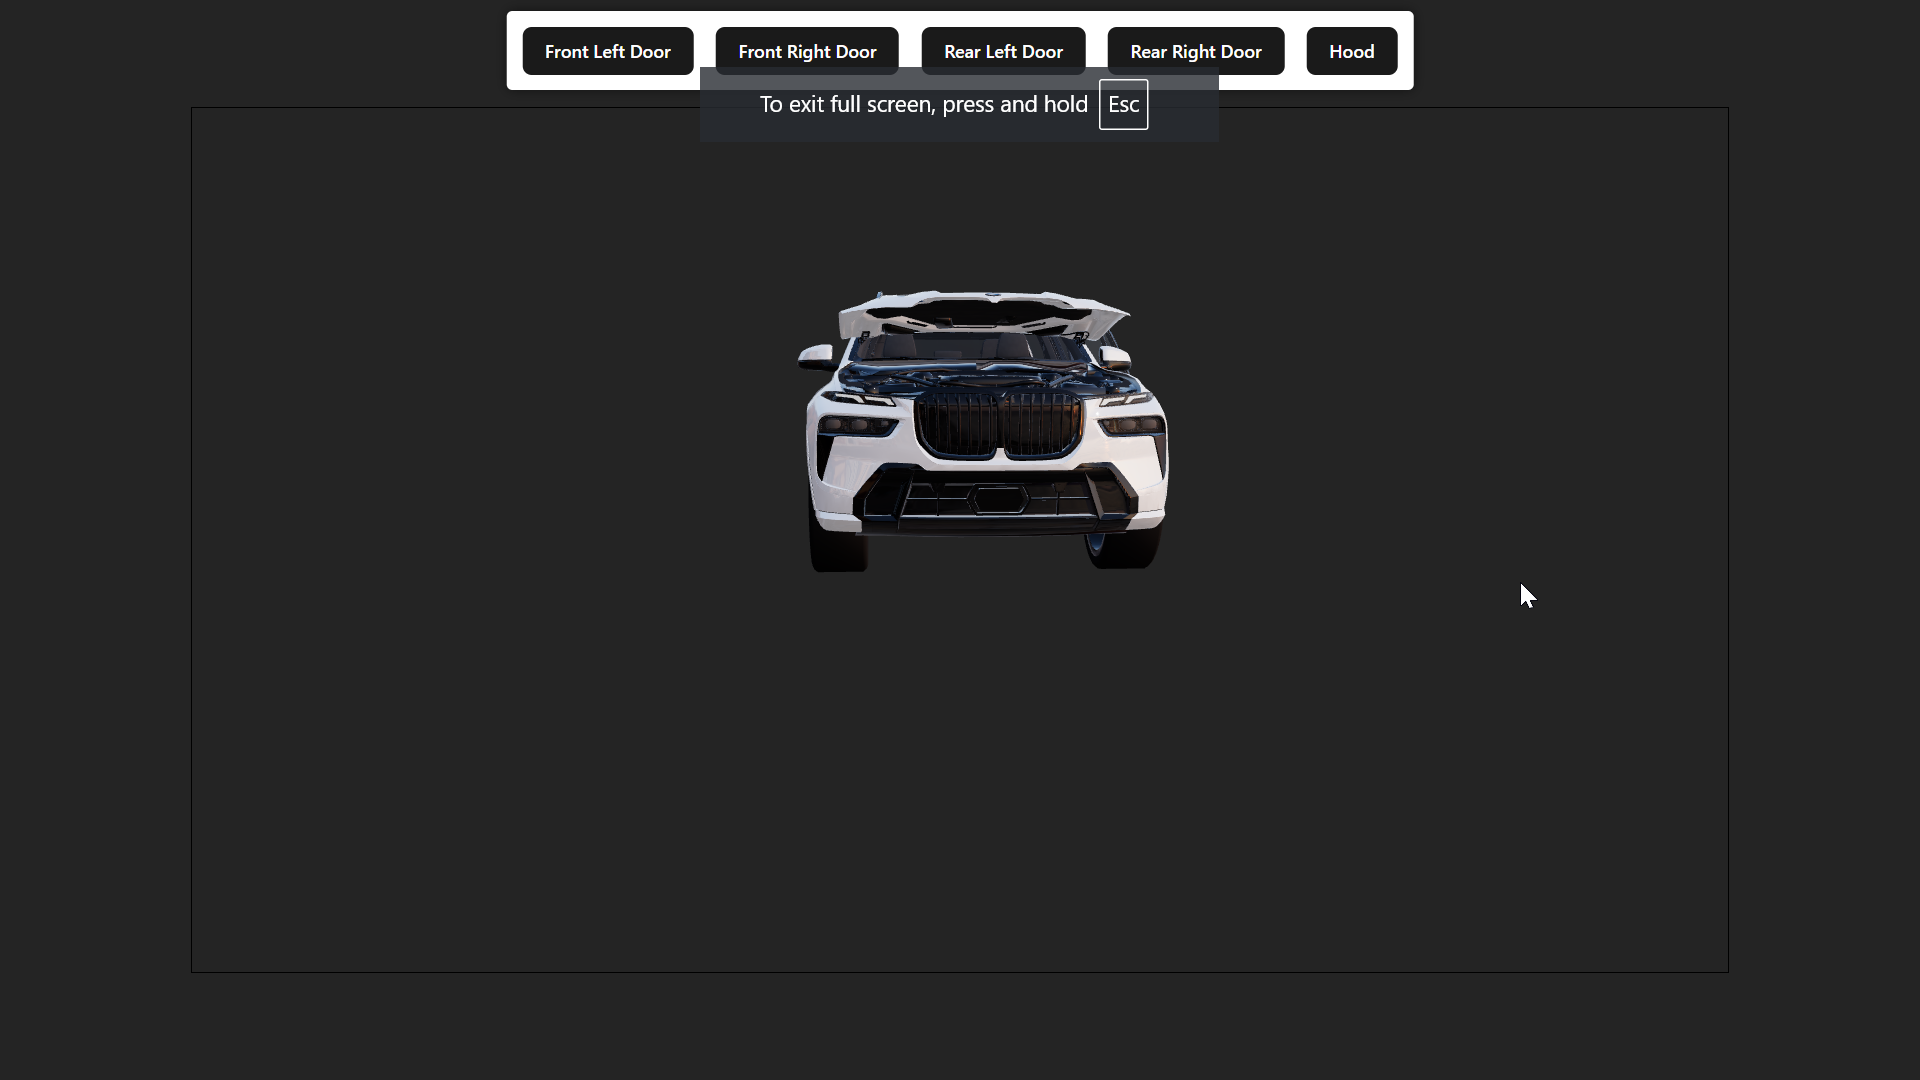 Front Left Door
Front Right Door
Rear Left Door
Rear Right Door
Hood
To exit full screen, press and hold Esc